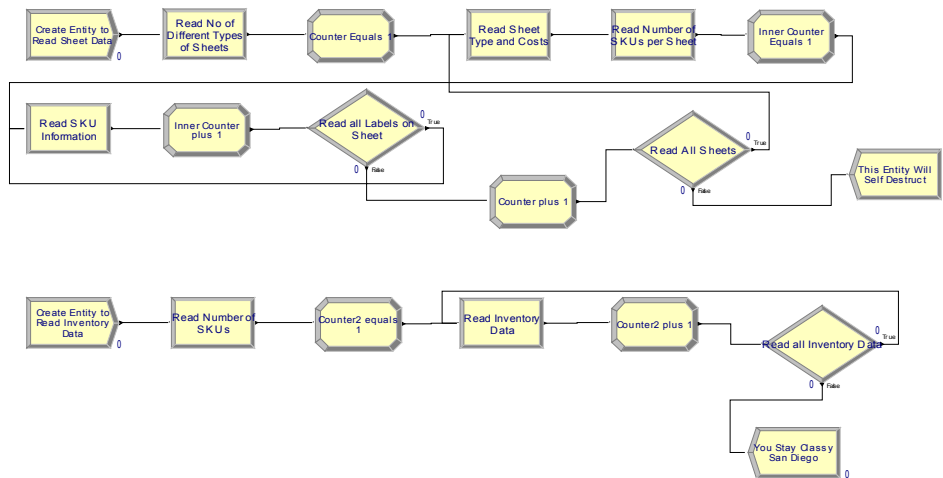 Create Entity to
Read Sheet Data
0
Read No of
Different Types
of Sheets
Counter Equals 1
Read Sheet
Type and Costs
Read Number of
SKUs per Sheet
Inner Counter
Equals 1
Read SKU
Information
Inner Counter
plus 1
Read all Labels on
Sheet
0
True
0
False
Counter plus 1
Read All Sheets
0
True
0
False
This Entity Will
Self Destruct
Create Entity to
Read Inventory
Data
0
Read Number of
SKUs
Counter2 equals
1
Read Inventory
Data
Counter2 plus 1
Read all Inventory Data
0
True
0
False
You Stay Classy
San Diego
0